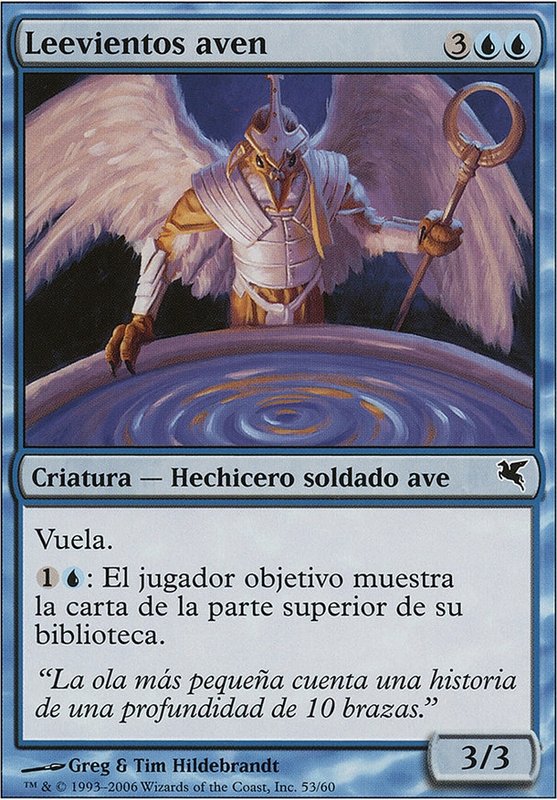 Leevientos aven 3
Criatura — Hechicero soldado ave
Vuela.
1: El jugador objetivo muestra
la carta de la parte superior de su
biblioteca.
“La ola más pequeña cuenta una historia
de una profundidad de 10 brazas.”
3/3
Greg & Tim Hildebrandt
™ & © 1993–2006 Wizards of the Coast, Inc. 53/60